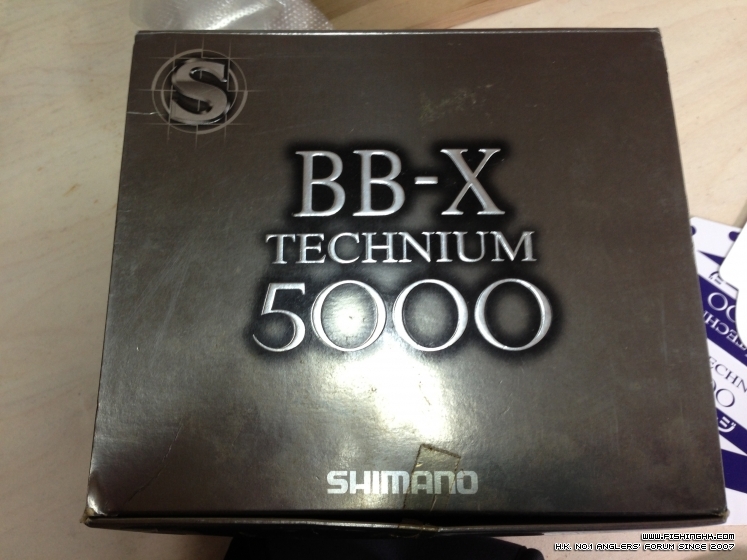 S
BB-X
TECHNIUM
5000
SHIMANO
WWW.FISHINGHK.COM
H.K. NO.1 ANGLERS' FORUM SINCE 2007